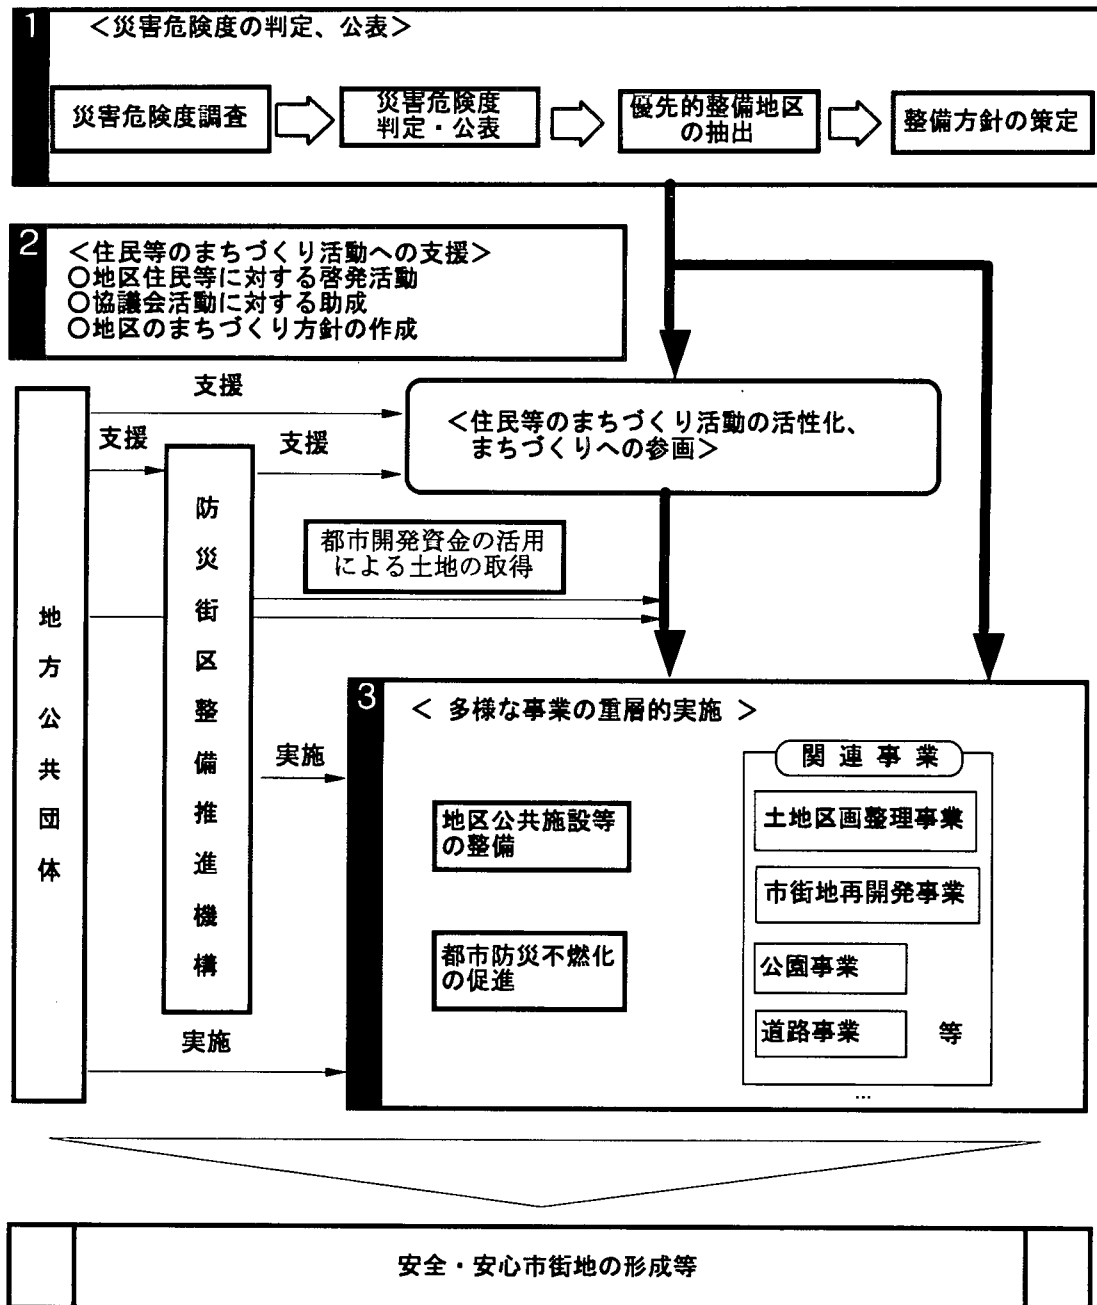 1
＜災害危険度の判定、公表＞
災害危険度調査
災害危険度
判定・公表
優先的整備地区
の抽出
整備方針の策定
2
＜住民等のまちづくり活動への支援＞
○地区住民等に対する啓発活動
○協議会活動に対する助成
○地区のまちづくり方針の作成
支援
支援
支援
＜住民等のまちづくり活動の活性化、
まちづくりへの参画＞
地方公共団体
防災街区整備推進機構
都市開発資金の活用
による土地の取得
実施
実施
3
＜ 多様な事業の重層的実施 ＞
地区公共施設等
の整備
都市防災不燃化
の促進
関連事業
土地区画整理事業
市街地再開発事業
公園事業
道路事業 等
…
安全・安心市街地の形成等